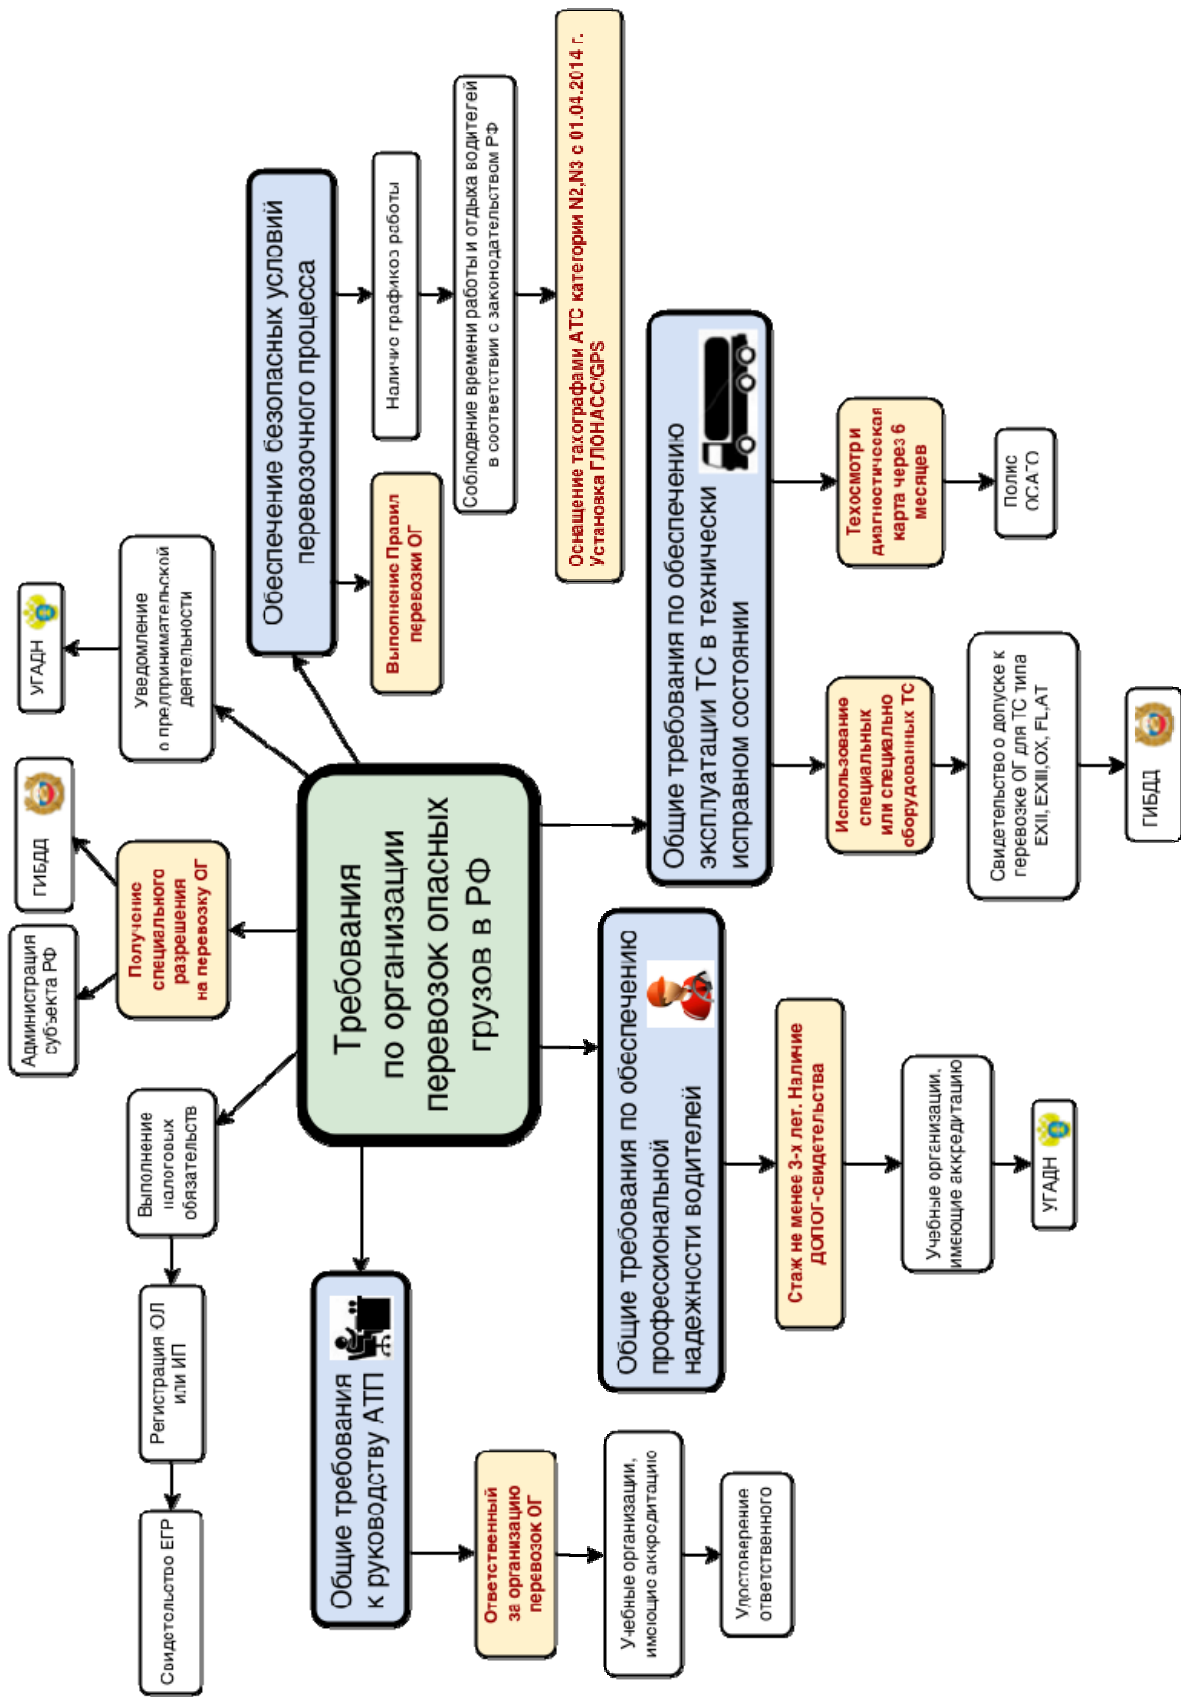 Администрация
субъекта РФ
ГИБДД
УГАДН
Свидетельство ЕГР
Регистрация ЮЛ
или ИП
Выполнение
налоговых
обязательств
Получение
специального
разрешения
на перевозку ОГ
Уведомление
о предпринимательской
деятельности
Требования
по организации
перевозок опасных
грузов в РФ
Обеспечение безопасных условий
перевозочного процесса
Выполнение Правил
перевозки ОГ
Наличие графиков работы
Соблюдение времени работы и отдыха водителей
в соответствии с законодательством РФ
Оснащение тахографами АТС категории N2,N3 с 01.04.2014 г.
Установка ГЛОНАСС/GPS
Общие требования
к руководству АТП
Ответственный
за организацию
перевозок ОГ
Учебные организации,
имеющие аккредитацию
Удостоверение
ответственного
Общие требования по обеспечению
профессиональной
надежности водителей
Стаж не менее 3-х лет. Наличие
ДОПОГ-свидетельства
Учебные организации,
имеющие аккредитацию
УГАДН
Общие требования по обеспечению
эксплуатации ТС в технически
исправном состоянии
Использование
специальных
или специально
оборудованных ТС
Свидетельство о допуске к
перевозке ОГ для ТС типа
EXII, EXIII,OX, FL,AT
ГИБДД
Техосмотр и
диагностическая
карта через 6
месяцев
Полис
ОСАГО